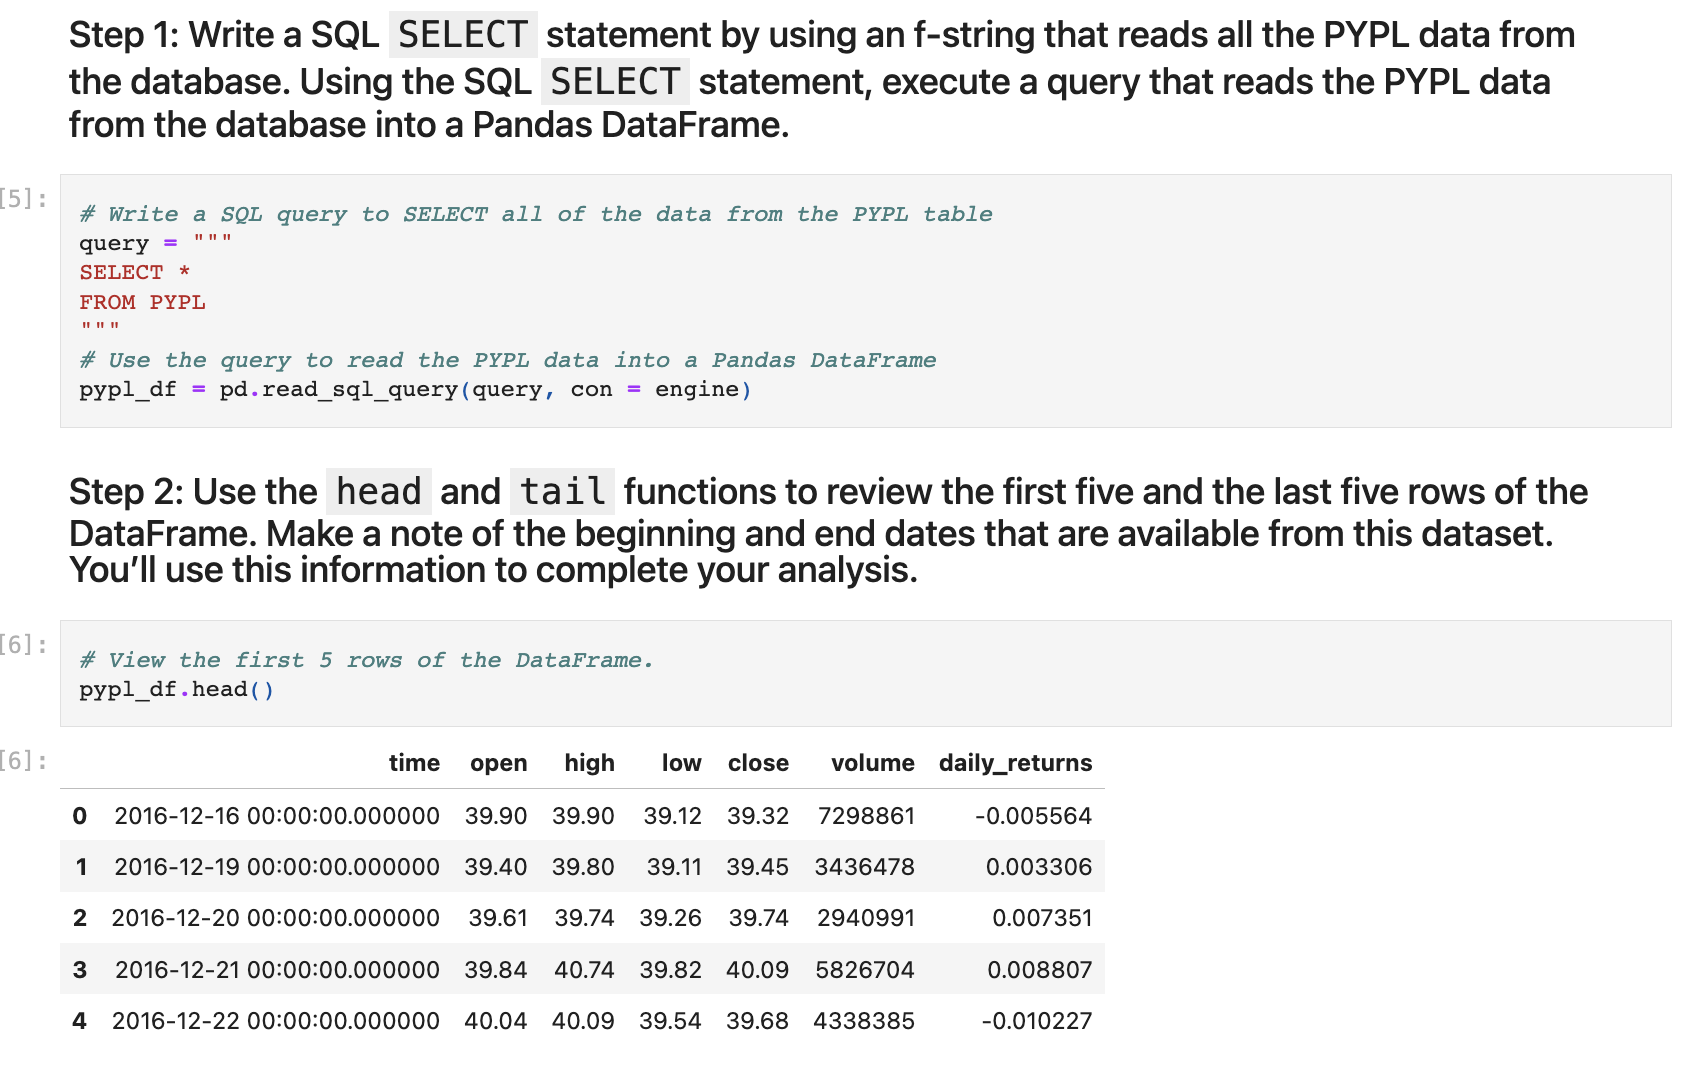 Step 1: Write a SQL SELECT statement by using an f-string that reads all the PYPL data from
the database. Using the SQL SELECT statement, execute a query that reads the PYPL data
from the database into a Pandas DataFrame.
[5]:
# Write a SQL query to SELECT all of the data from the PYPL table
query = """
SELECT *
FROM PYPL
"""
# Use the query to read the PYPL data into a Pandas DataFrame
pypl_df = pd.read_sql_query(query, con = engine)
Step 2: Use the head and tail functions to review the first five and the last five rows of the
DataFrame. Make a note of the beginning and end dates that are available from this dataset.
You’ll use this information to complete your analysis.
[6]:
# View the first 5 rows of the DataFrame.
pypl_df.head()
[6]:
time open high low close volume daily_returns
0 2016-12-16 00:00:00.000000 39.90 39.90 39.12 39.32 7298861 -0.005564
1 2016-12-19 00:00:00.000000 39.40 39.80 39.11 39.45 3436478 0.003306
2 2016-12-20 00:00:00.000000 39.61 39.74 39.26 39.74 2940991 0.007351
3 2016-12-21 00:00:00.000000 39.84 40.74 39.82 40.09 5826704 0.008807
4 2016-12-22 00:00:00.000000 40.04 40.09 39.54 39.68 4338385 -0.010227